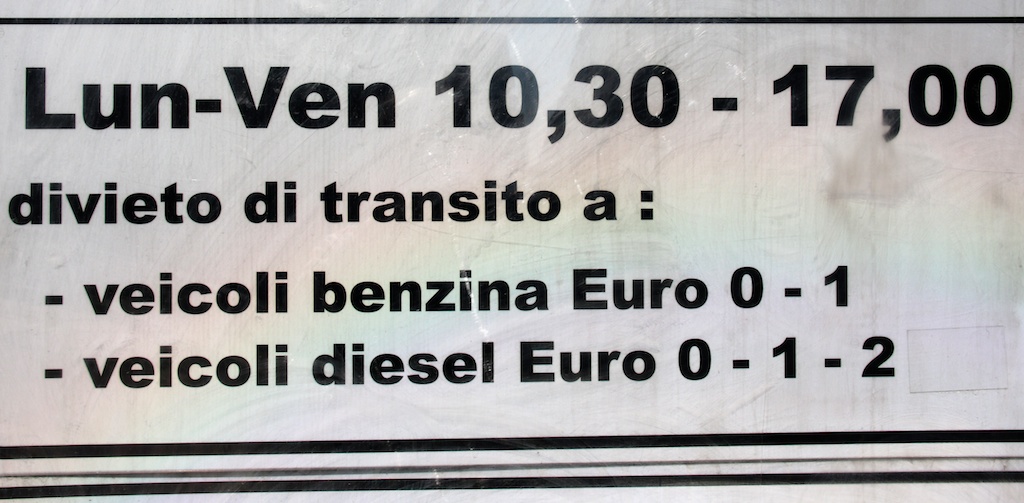 Lun-Ven 10,30 - 17,00
divieto di transito a :
- veicoli benzina Euro 0 - 1
- veicoli diesel Euro 0 - 1 - 2